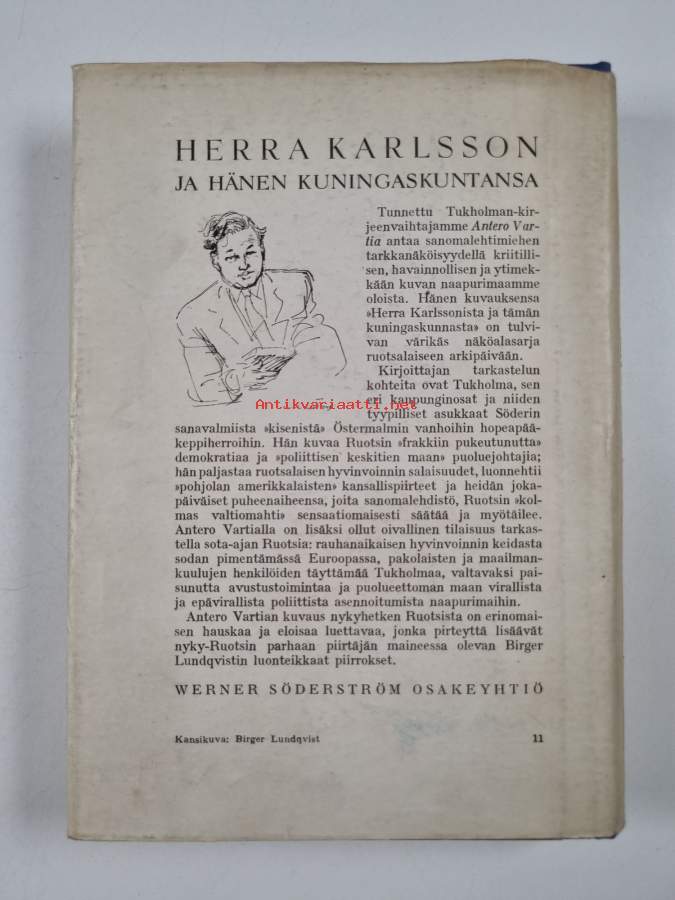 HERRA KARLSSON
JA HÄNEN KUNINGASKUNTANSA
Tunnettu Tukholman-kir-
jeenvaihtajamme Antero Var-
tia antaa sanomalehtimiehen
tarkkanäköisyydellä kriitilli-
sen, havainnollisen ja ytimek-
kään kuvan naapurimaamme
oloista. Hänen kuvauksensa
»Herra Karlssonista ja tämän
kuningaskunnasta» on tulvi-
van värikäs näköalasarja
ruotsalaiseen arkipäivään.
Kirjoittajan tarkastelun
kohteita ovat Tukholma, sen
eri kaupunginosat ja niiden
Antikvariaatti.net
tyypilliset asukkaat Söderin
sanavalmiista »kisenistä» Östermalmin vanhoihin hopeapää-
keppiherroihin. Hän kuvaa Ruotsin »frakkiin pukeutunutta»
demokratiaa ja »poliittisen keskitien maan» puoluejohtajia;
hän paljastaa ruotsalaisen hyvinvoinnin salaisuudet, luonnehtii
»pohjolan amerikkalaisten» kansallispiirteet ja heidän joka-
päiväiset puheenaiheensa, joita sanomalehdistö, Ruotsin »kol-
mas valtiomahti» sensaatiomaisesti säätää ja myötäilee.
Antero Vartialla on lisäksi ollut oivallinen tilaisuus tarkas-
tella sota-ajan Ruotsia: rauhanaikaisen hyvinvoinnin keidasta
sodan pimentämässä Euroopassa, pakolaisten ja maailman-
kuulujen henkilöiden täyttämää Tukholmaa, valtavaksi pai-
sunutta avustustoimintaa ja puolueettoman maan virallista
ja epävirallista poliittista asennoitumista naapurimaihin.
Antero Vartian kuvaus nykyhetken Ruotsista on erinomai-
sen hauskaa ja eloisaa luettavaa, jonka pirteyttä lisäävät
nyky-Ruotsin parhaan piirtäjän maineessa olevan Birger
Lundqvistin luonteikkaat piirrokset.
WERNER SÖDERSTRÖM OSAKEYHTIÖ
Kansikuva: Birger Lundqvist 11